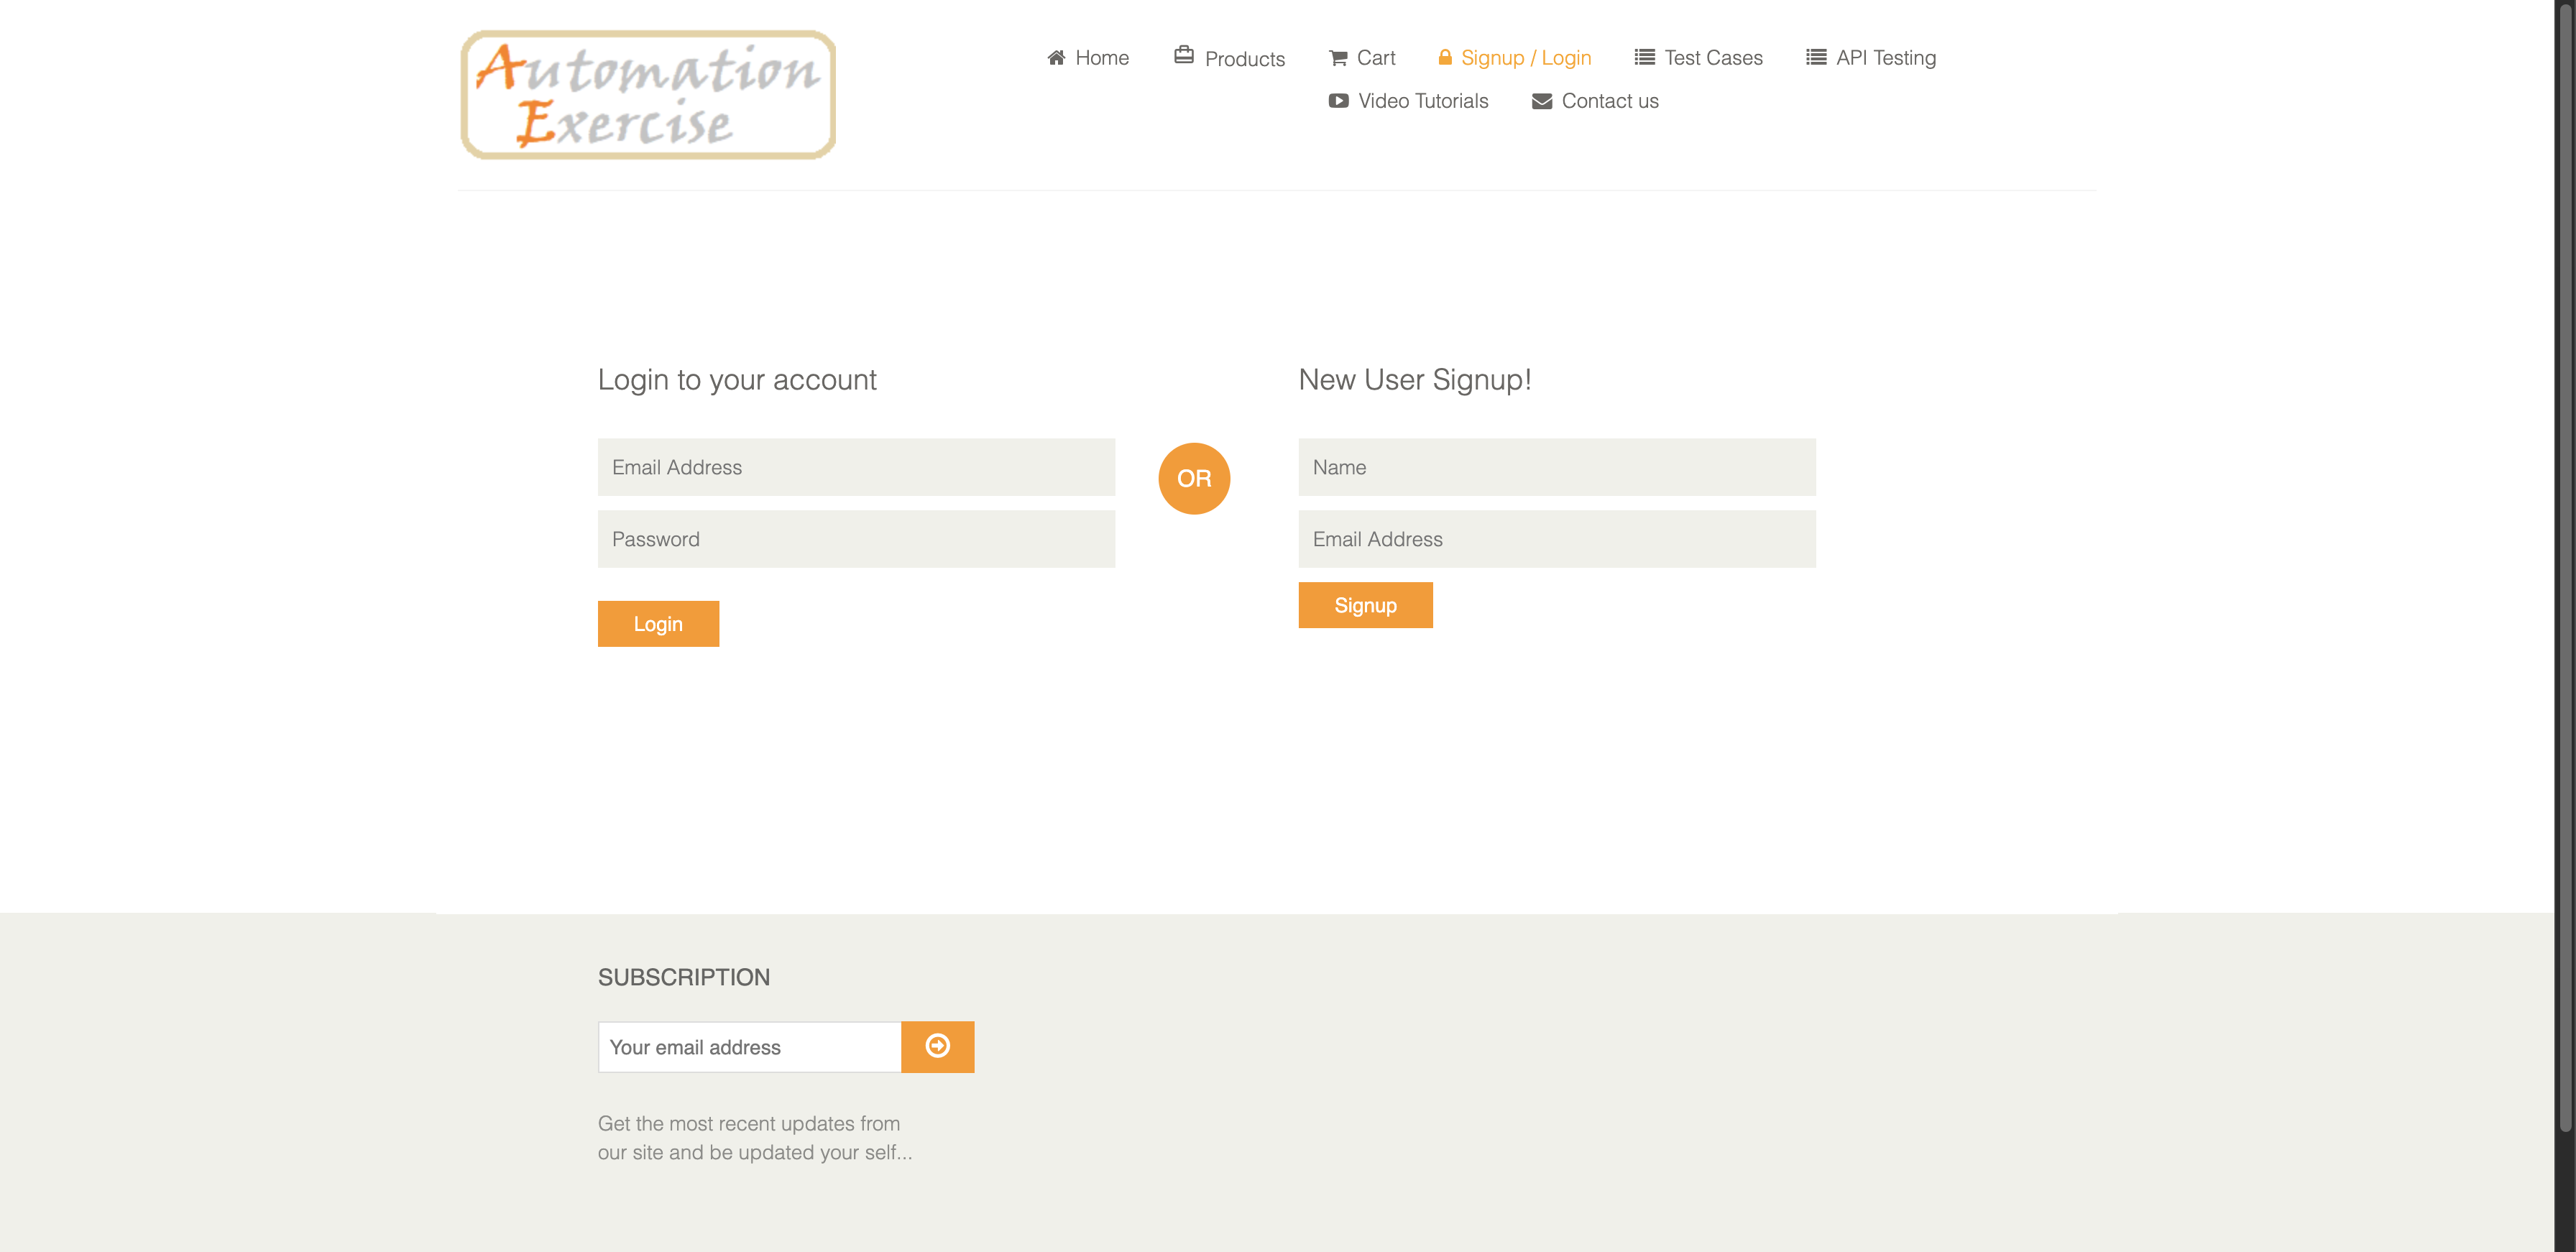 Automation
Exercise
Home Products Cart Signup / Login Test Cases API Testing
Video Tutorials Contact us
Login to your account
Email Address
Password
Login
OR
New User Signup!
Name
Email Address
Signup
SUBSCRIPTION
Your email address
Get the most recent updates from
our site and be updated your self...